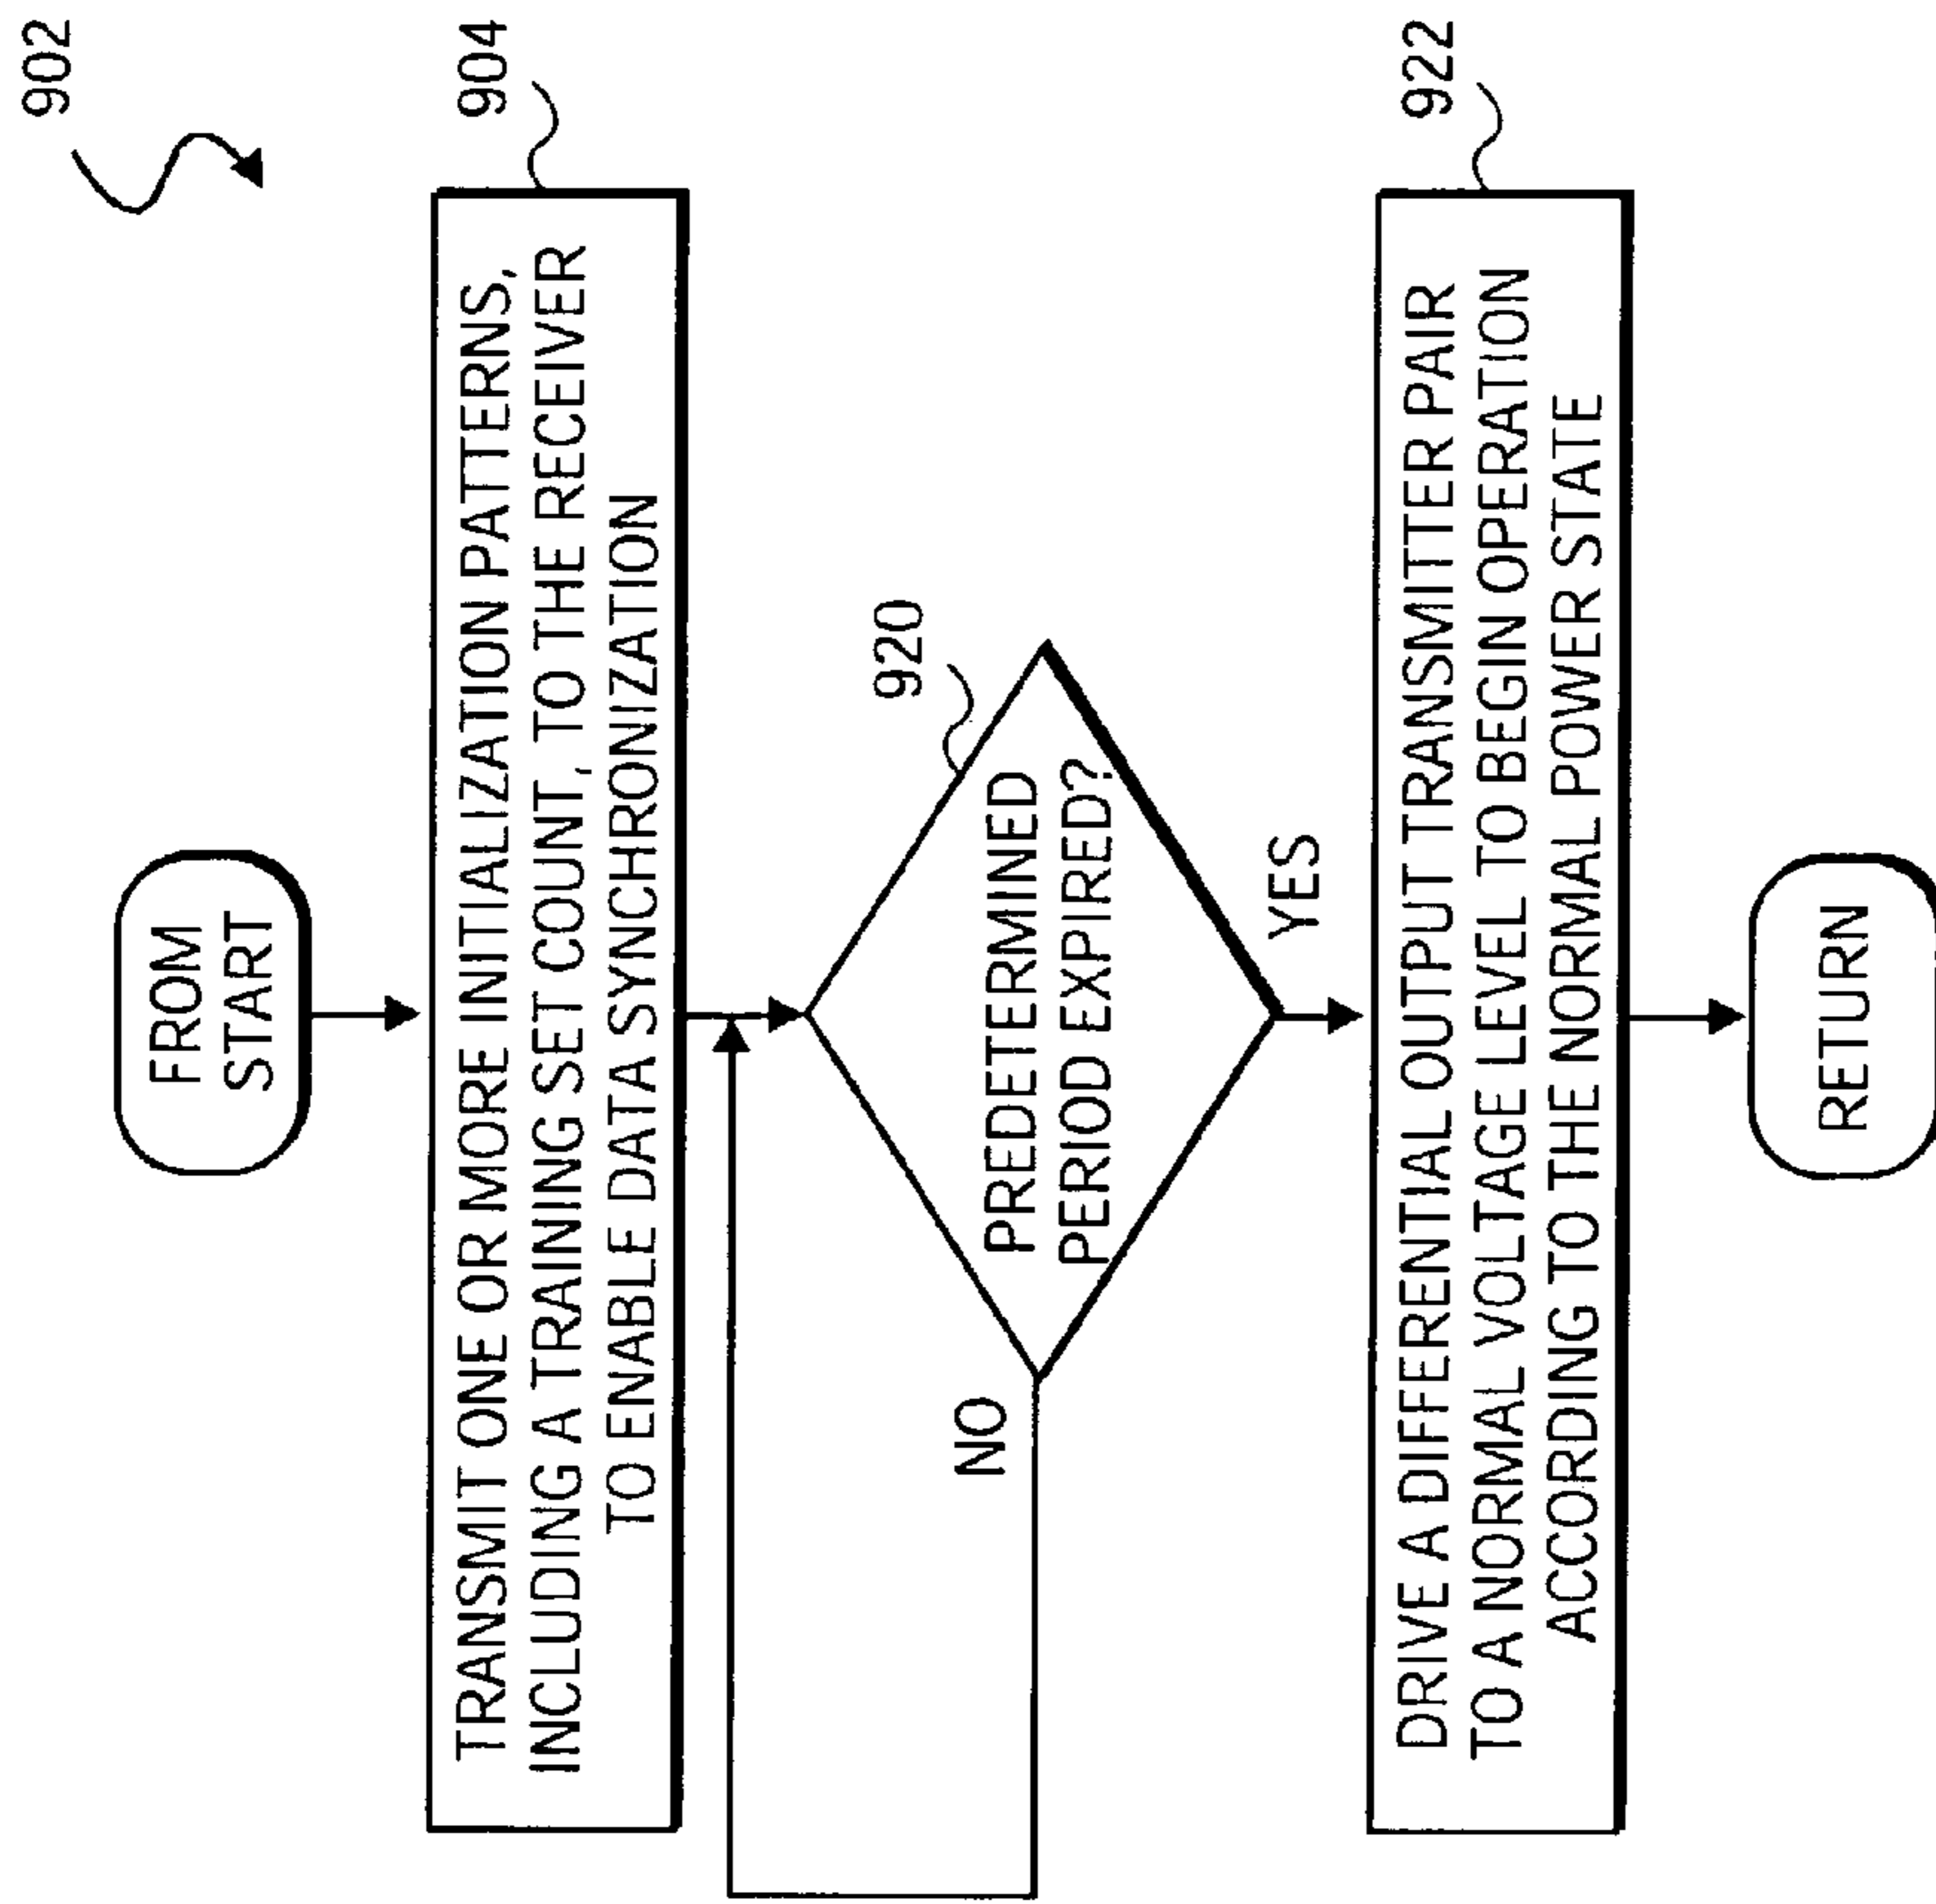 902
FROM
START
904
TRANSMIT ONE OR MORE INITIALIZATION PATTERNS,
INCLUDING A TRAINING SET COUNT, TO THE RECEIVER
TO ENABLE DATA SYNCHRONIZATION
920
PREDETERMINED
PERIOD EXPIRED?
NO
YES
922
DRIVE A DIFFERENTIAL OUTPUT TRANSMITTER PAIR
TO A NORMAL VOLTAGE LEVEL TO BEGIN OPERATION
ACCORDING TO THE NORMAL POWER STATE
RETURN